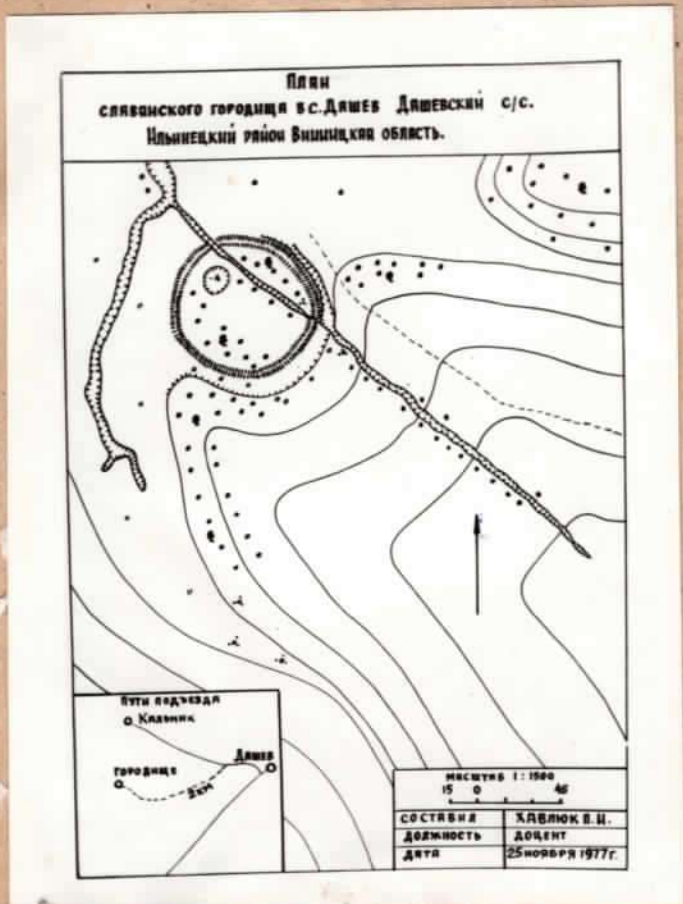 План
славянского городища в с. Дашев Дашевский с/с.
Ильинецкий район Винницкая область.
Пути подъезда
Кальник
Дашев
городище
2км
масштаб 1:1500
15 0 45
составил Хавлюк П.И.
должность доцент
дата 25 ноября 1977г.